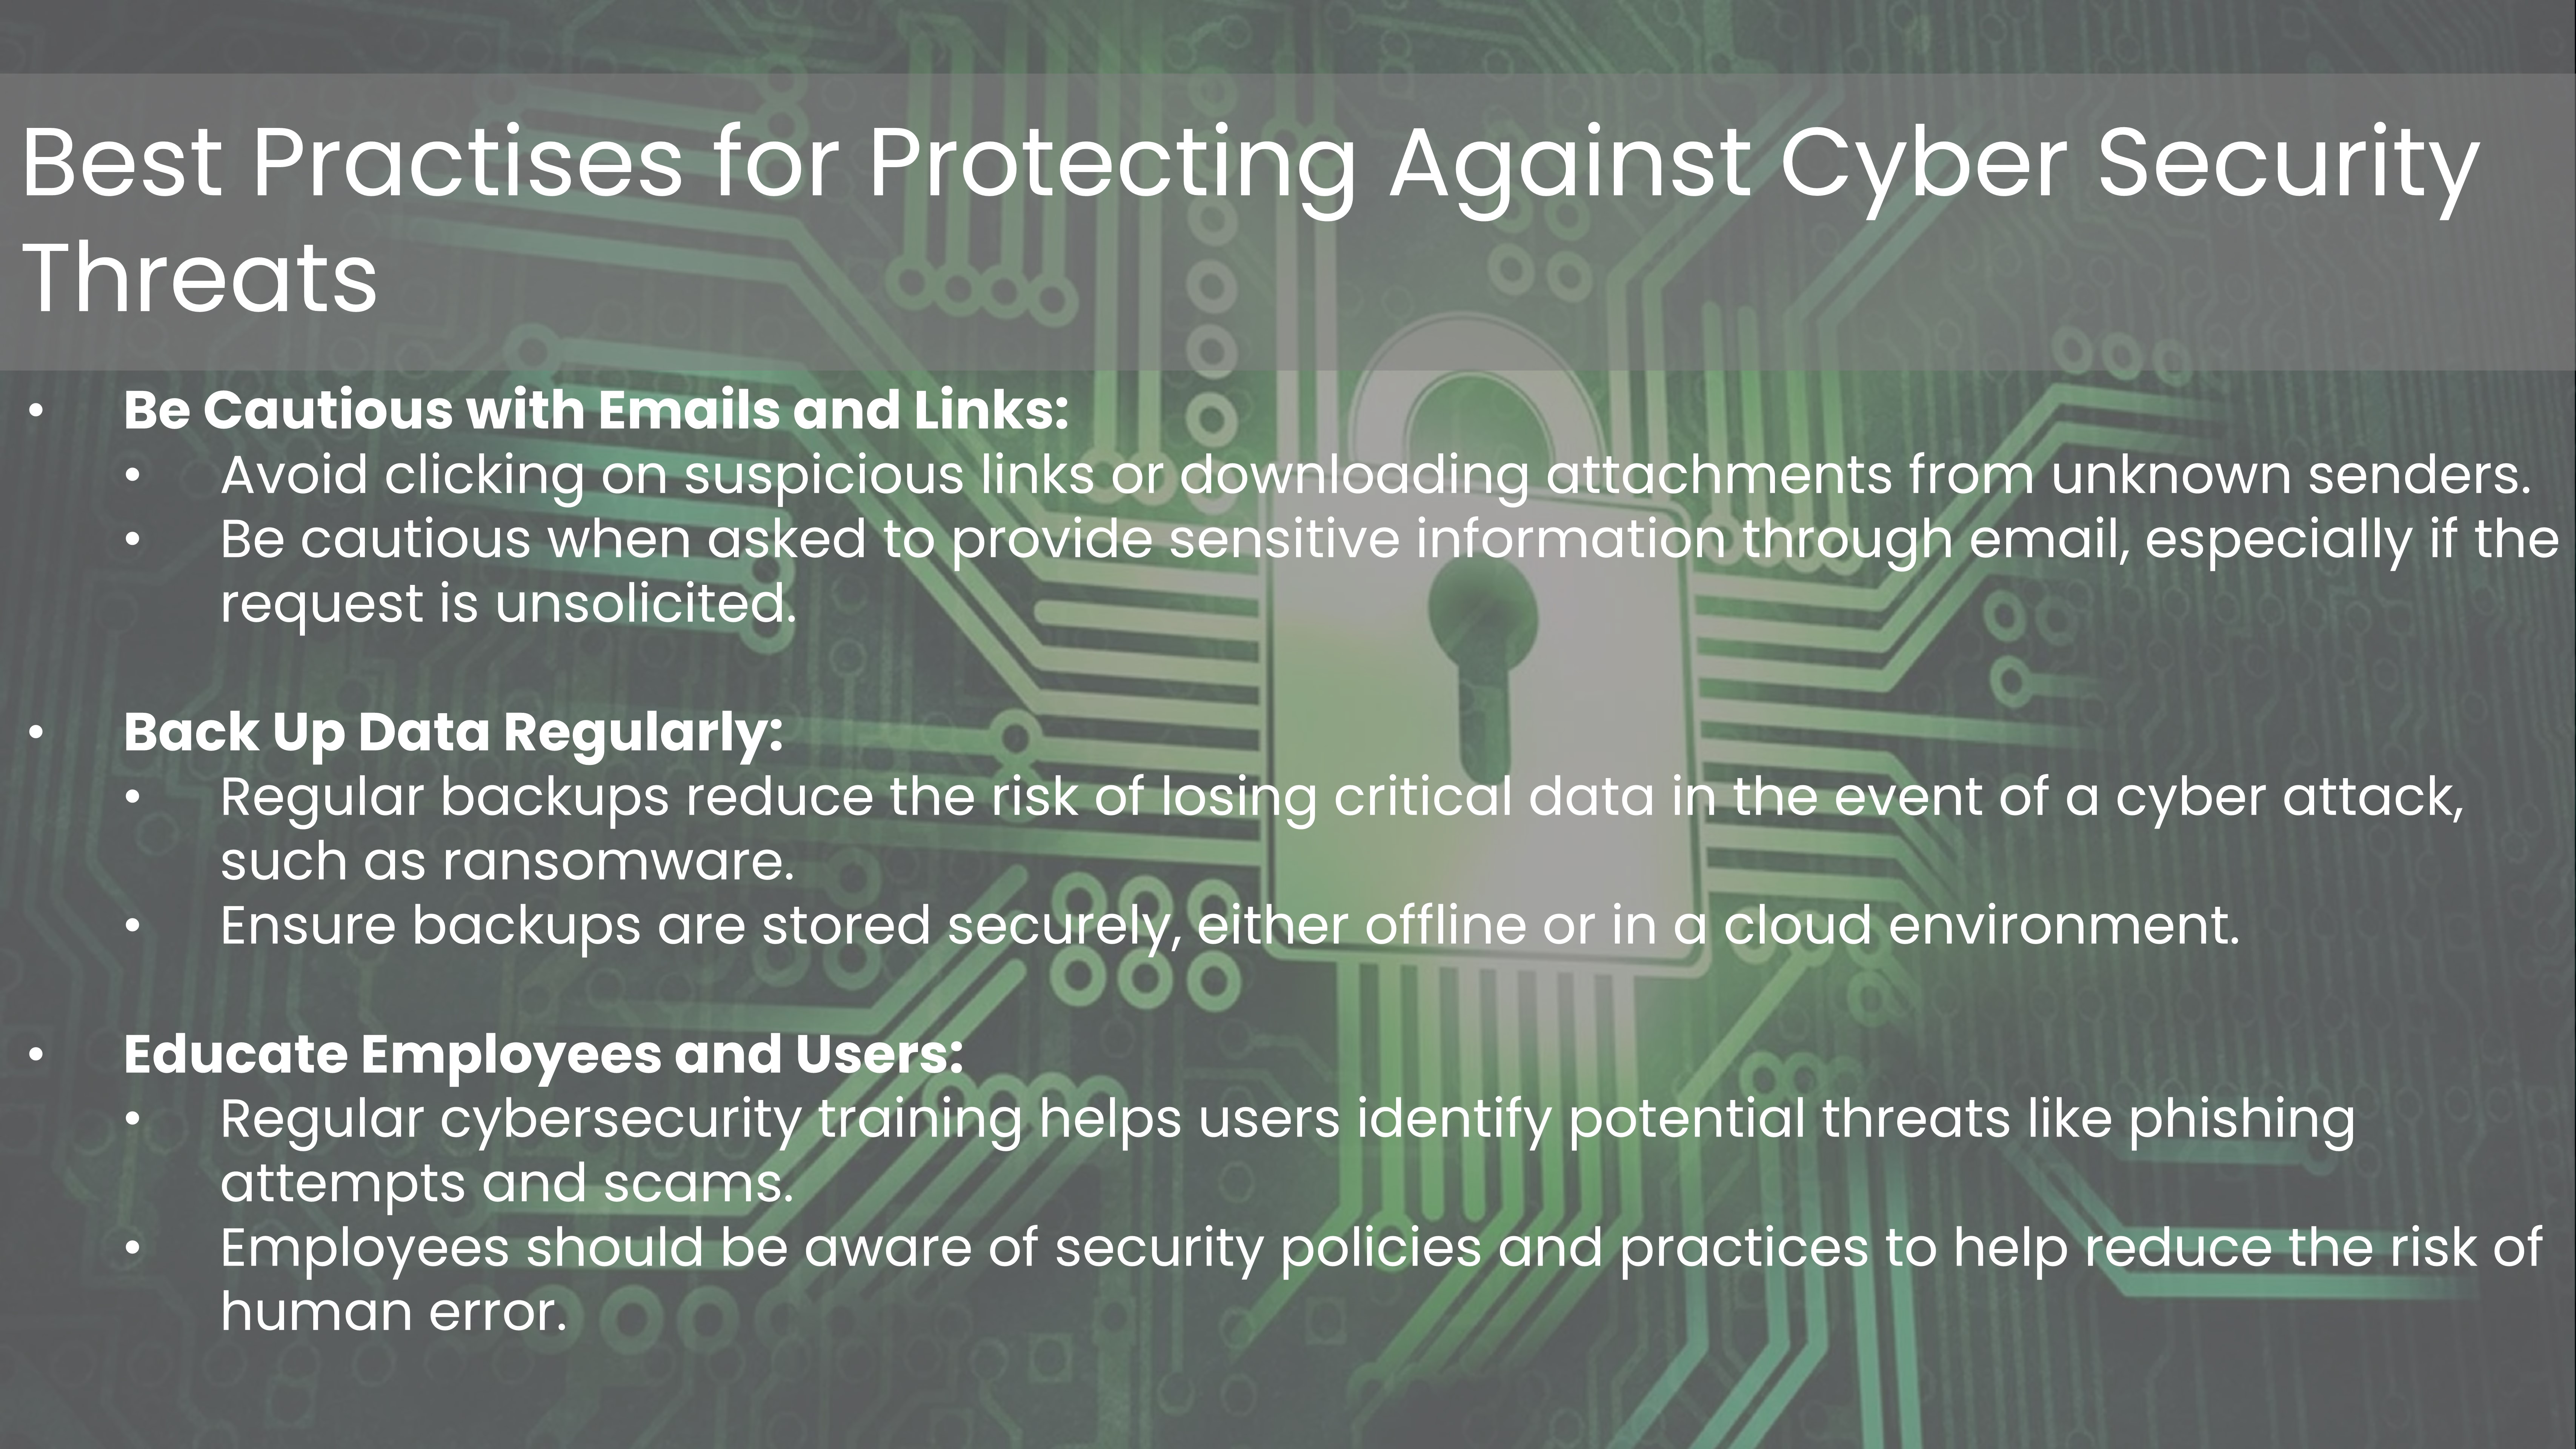 Best Practises for Protecting Against Cyber Security
Threats
• Be Cautious with Emails and Links:
• Avoid clicking on suspicious links or downloading attachments from unknown senders.
• Be cautious when asked to provide sensitive information through email, especially if the
request is unsolicited.
• Back Up Data Regularly:
• Regular backups reduce the risk of losing critical data in the event of a cyber attack,
such as ransomware.
• Ensure backups are stored securely, either offline or in a cloud environment.
• Educate Employees and Users:
• Regular cybersecurity training helps users identify potential threats like phishing
attempts and scams.
• Employees should be aware of security policies and practices to help reduce the risk of
human error.